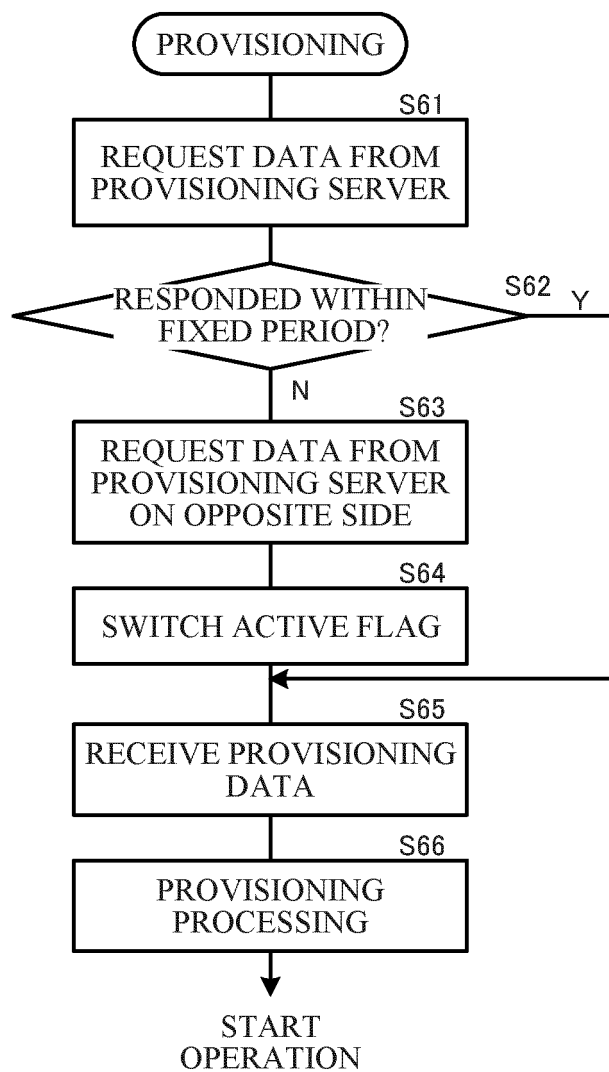 PROVISIONING
S61
REQUEST DATA FROM
PROVISIONING SERVER
S62
RESPONDED WITHIN
FIXED PERIOD?
Y
N
S63
REQUEST DATA FROM
PROVISIONING SERVER
ON OPPOSITE SIDE
S64
SWITCH ACTIVE FLAG
S65
RECEIVE PROVISIONING
DATA
S66
PROVISIONING
PROCESSING
START
OPERATION